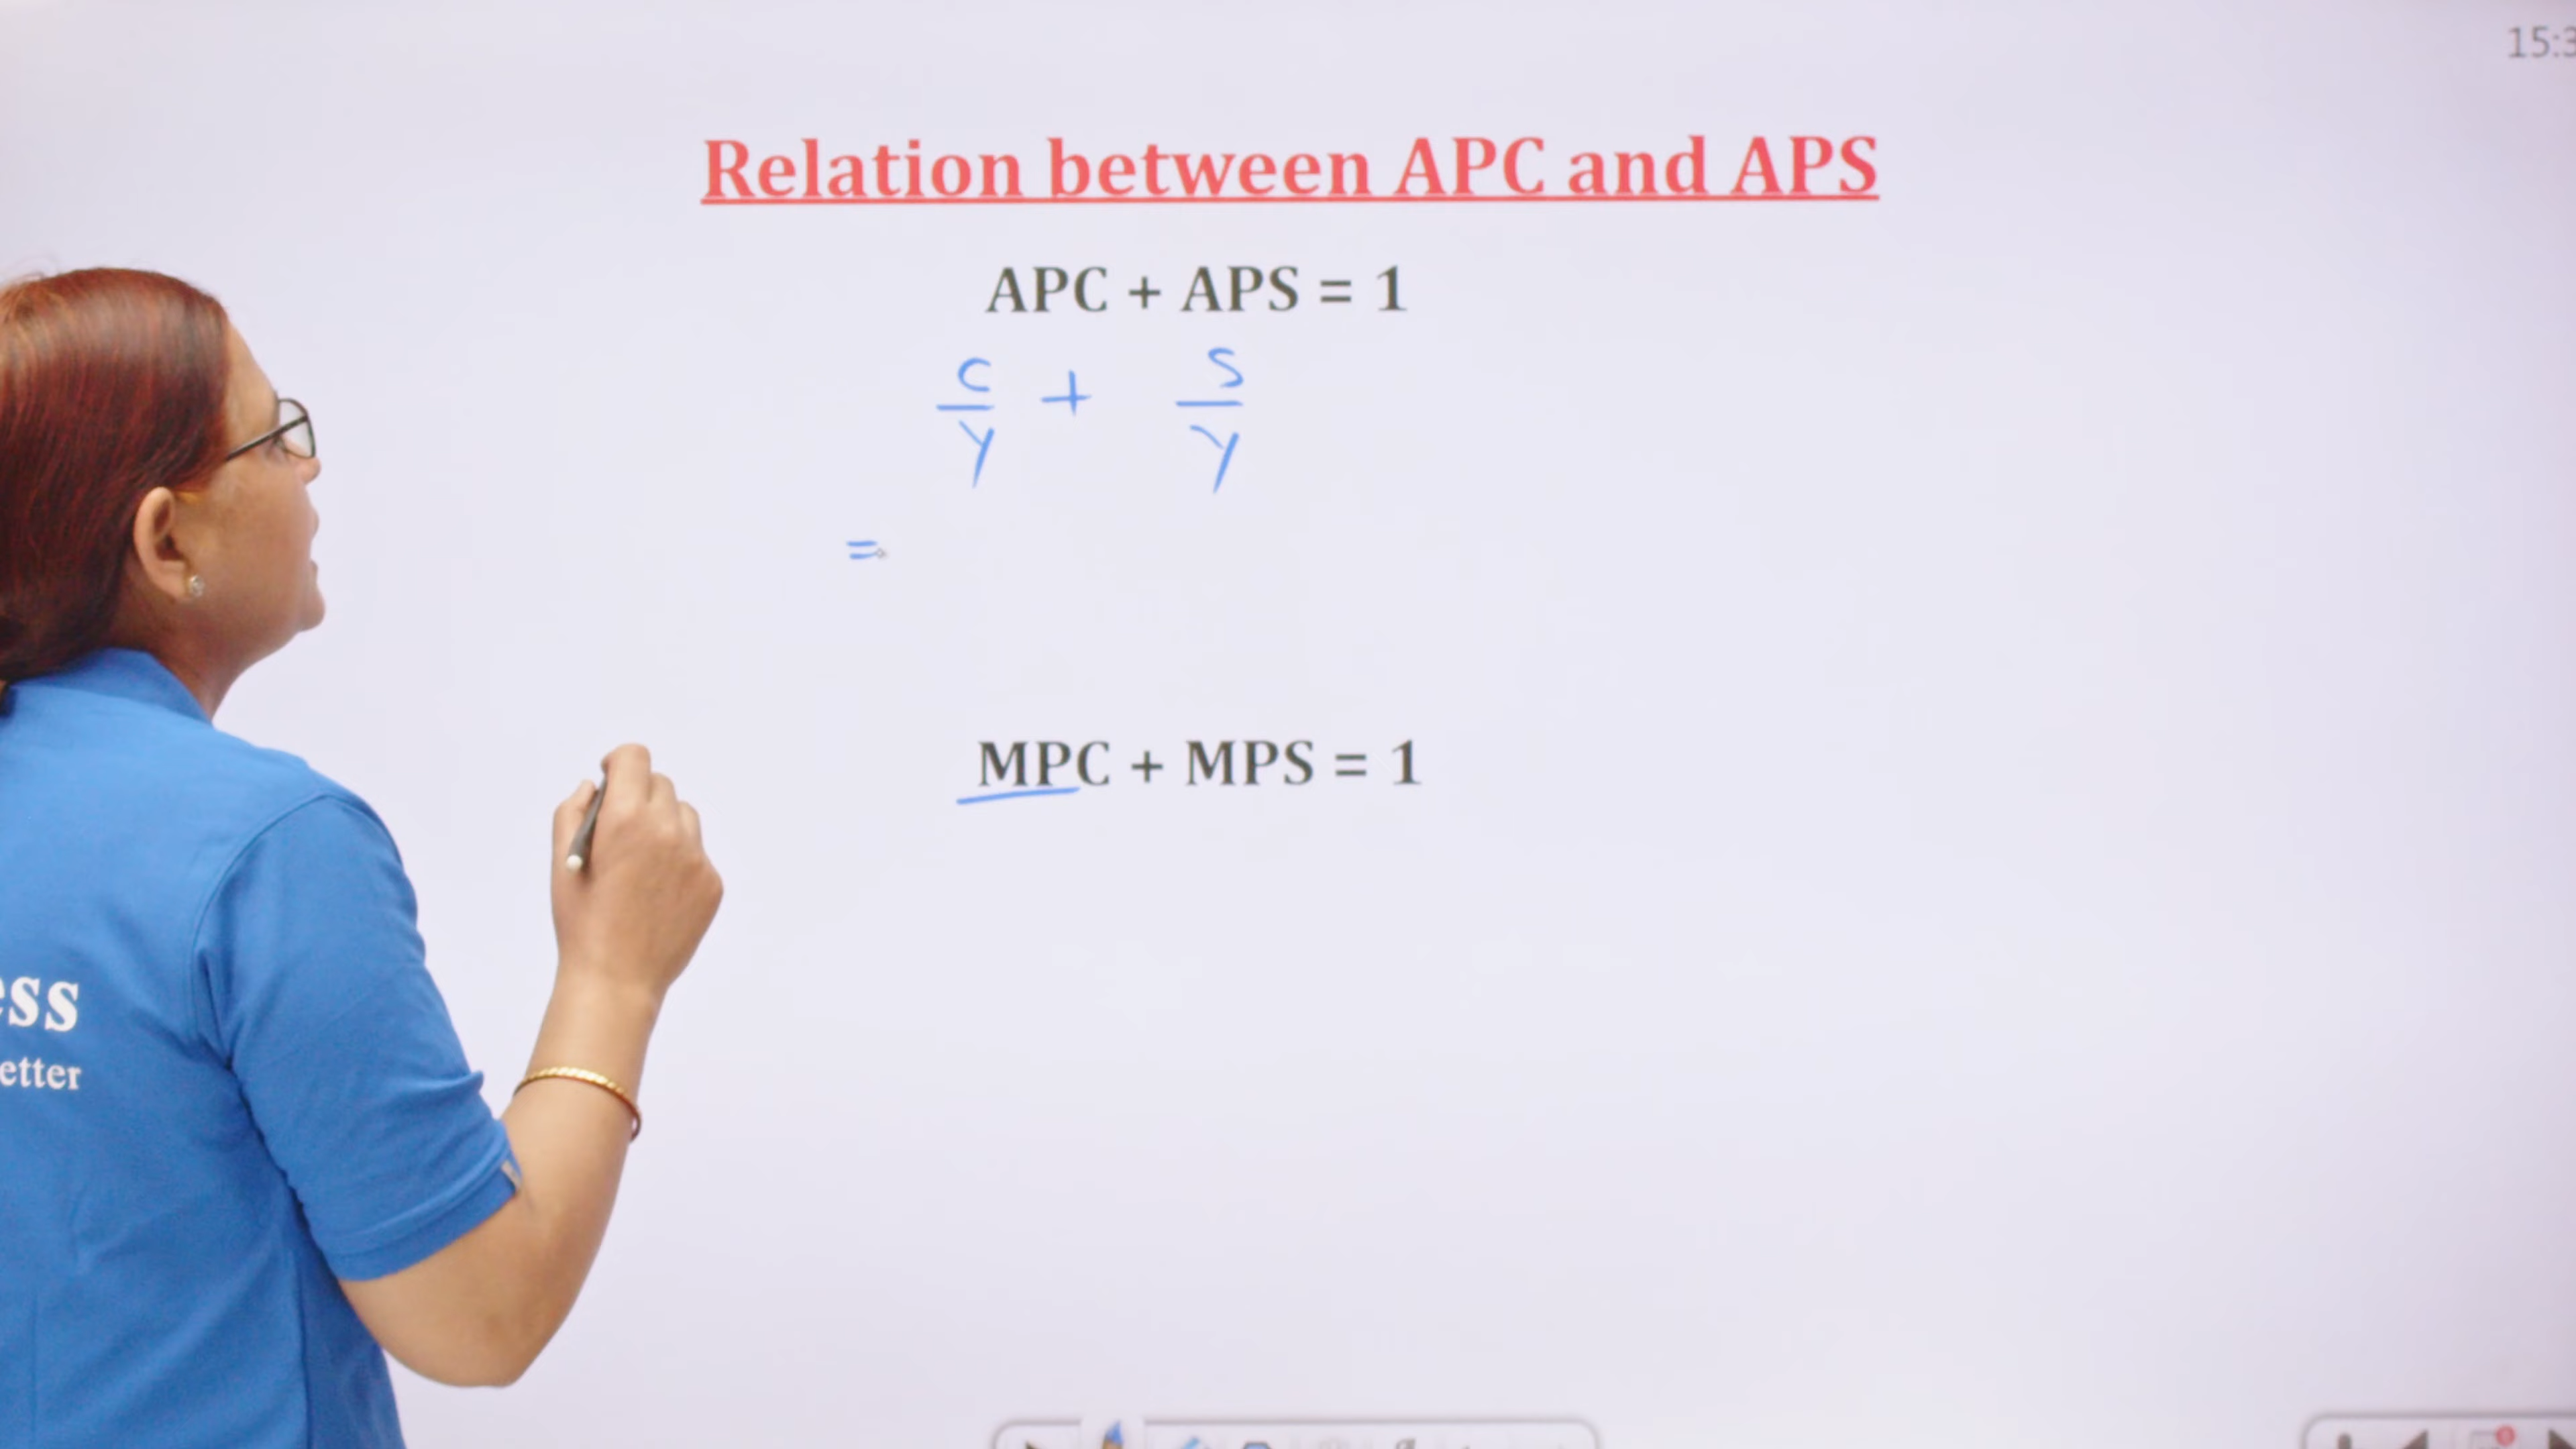 15:3
Relation between APC and APS
APC + APS = 1
C/Y + S/Y
=
MPC + MPS = 1
ess
etter